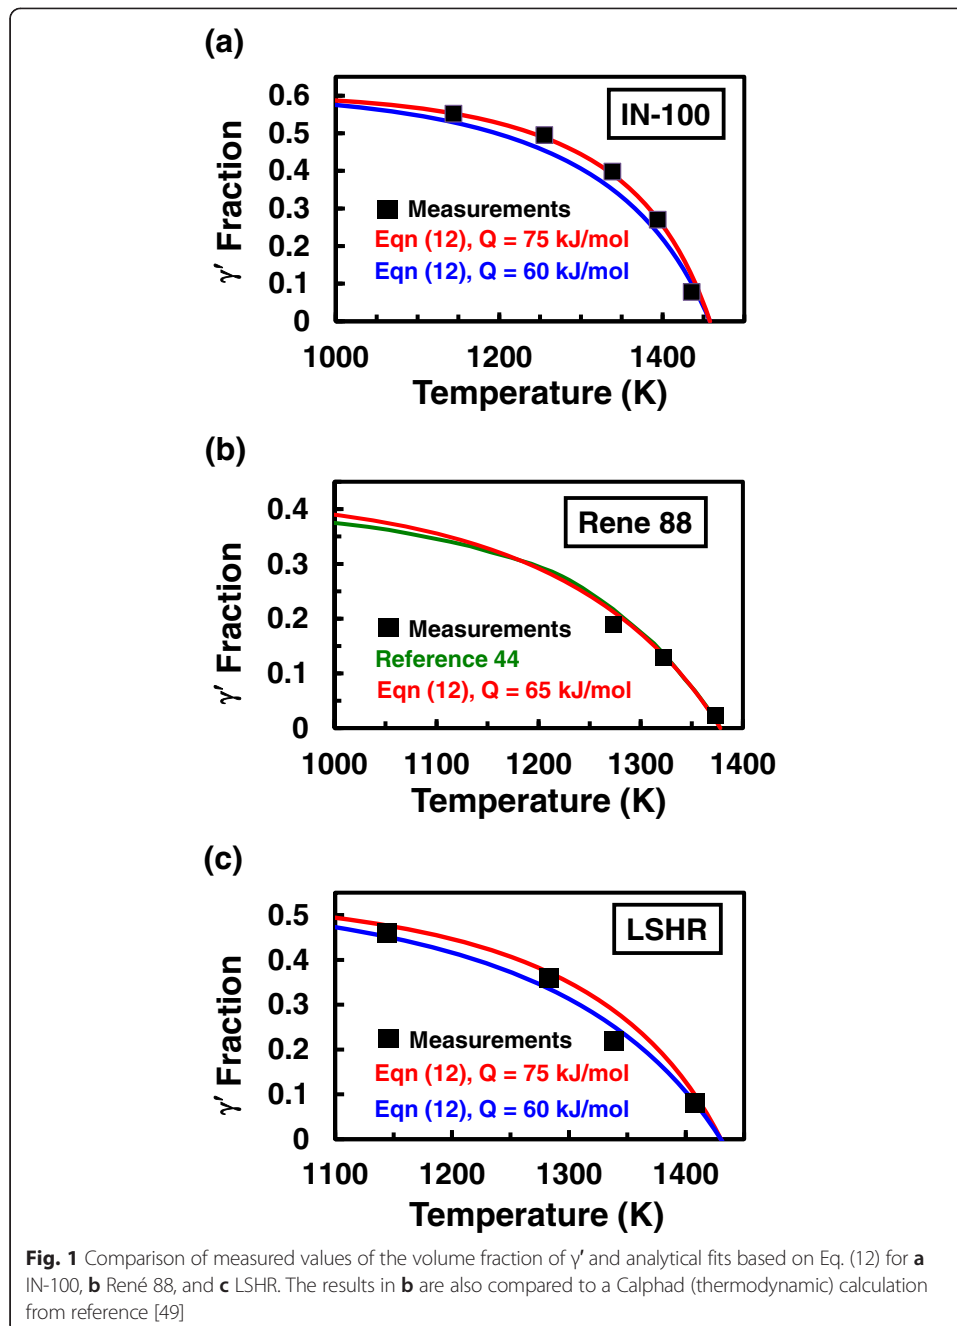 (a)
0.6
0.5
0.4
0.3
0.2
0.1
0
γ′ Fraction
IN-100
Measurements
Eqn (12), Q = 75 kJ/mol
Eqn (12), Q = 60 kJ/mol
1000 1200 1400
Temperature (K)
(b)
0.4
0.3
0.2
0.1
0
γ′ Fraction
Rene 88
Measurements
Reference 44
Eqn (12), Q = 65 kJ/mol
1000 1100 1200 1300 1400
Temperature (K)
(c)
0.5
0.4
0.3
0.2
0.1
0
γ′ Fraction
LSHR
Measurements
Eqn (12), Q = 75 kJ/mol
Eqn (12), Q = 60 kJ/mol
1100 1200 1300 1400
Temperature (K)
Fig. 1 Comparison of measured values of the volume fraction of γ′ and analytical fits based on Eq. (12) for a
IN-100, b René 88, and c LSHR. The results in b are also compared to a Calphad (thermodynamic) calculation
from reference [49]